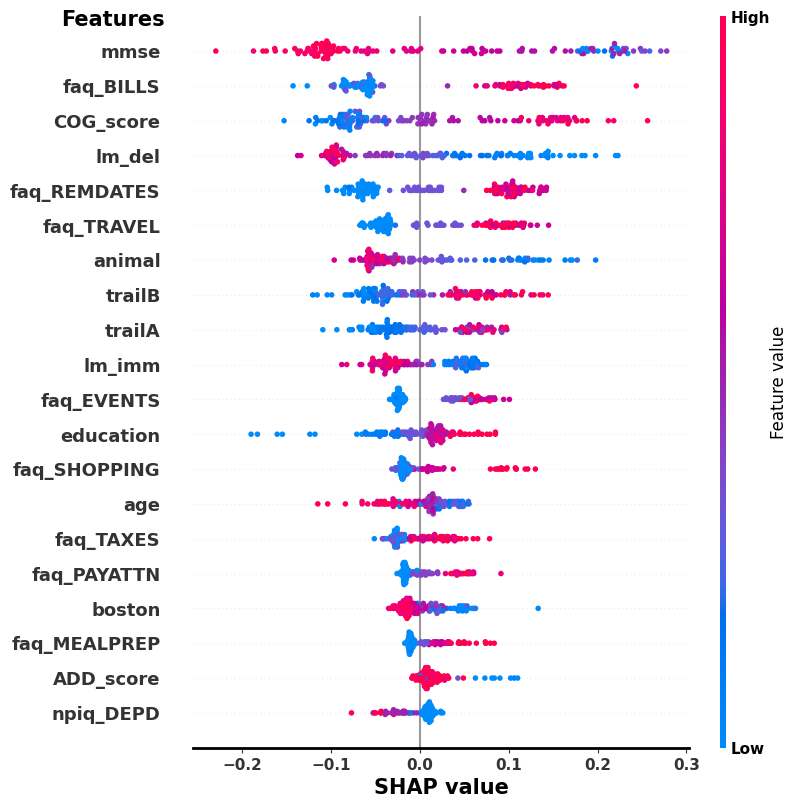 Features
High
mmse
faq_BILLS
COG_score
lm_del
faq_REMDATES
faq_TRAVEL
animal
trailB
trailA
lm_imm
faq_EVENTS
education
faq_SHOPPING
age
faq_TAXES
faq_PAYATTN
boston
faq_MEALPREP
ADD_score
npiq_DEPD
Feature value
Low
−0.2 −0.1 0.0 0.1 0.2 0.3
SHAP value